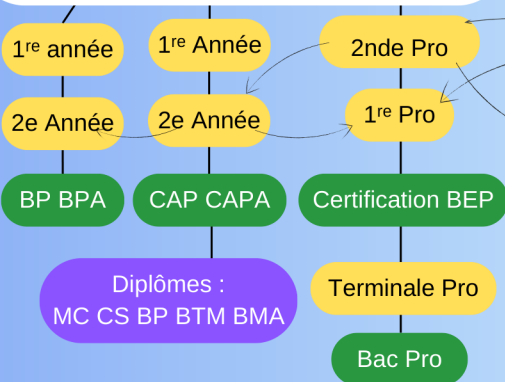 1re année
1re Année
2nde Pro
2e Année
2e Année
1re Pro
BP BPA
CAP CAPA
Certification BEP
Diplômes :
MC CS BP BTM BMA
Terminale Pro
Bac Pro